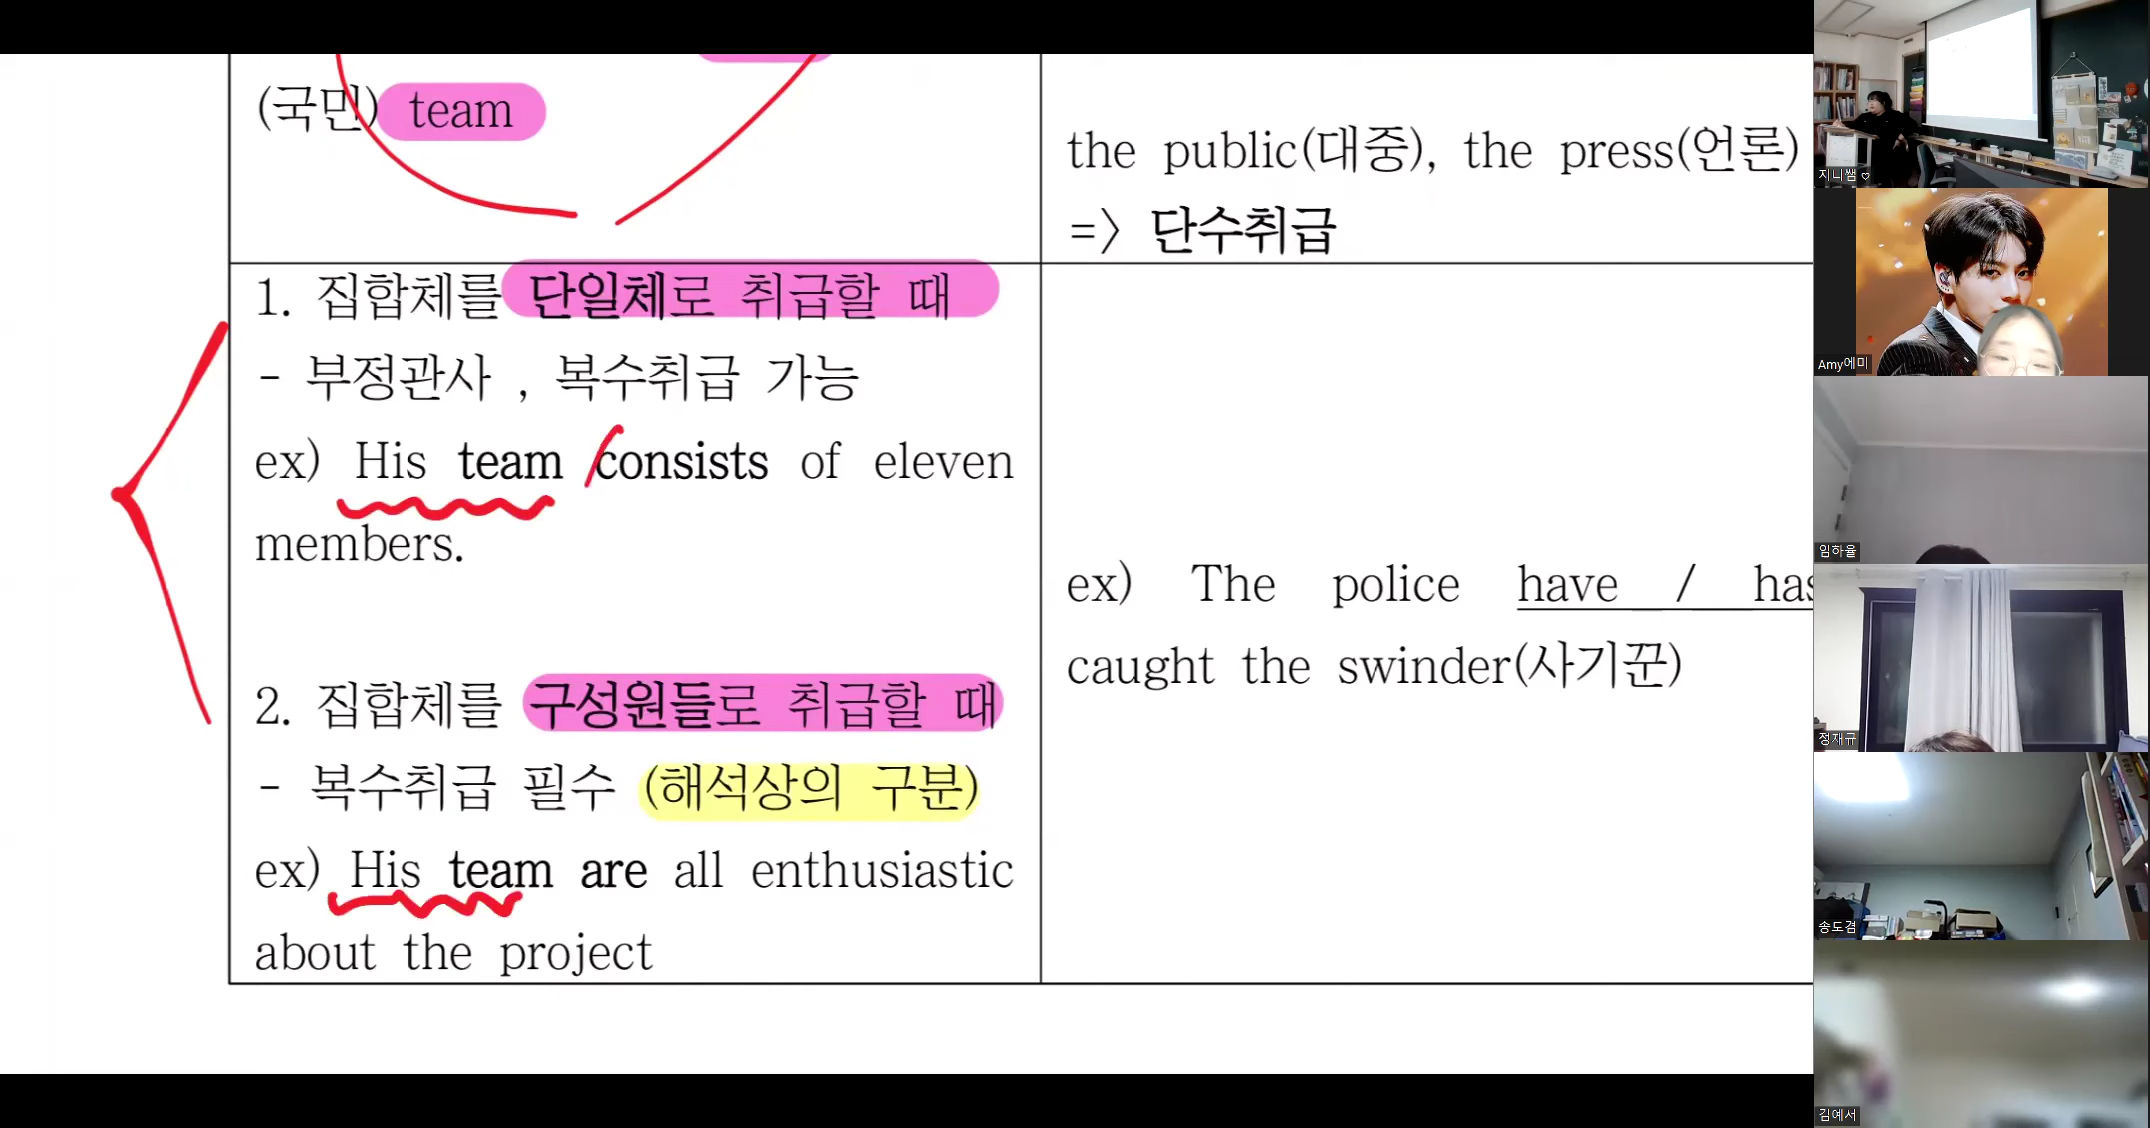 (국민) team
1. 집합체를 단일체로 취급할 때
- 부정관사 , 복수취급 가능
ex) His team consists of eleven
members.
2. 집합체를 구성원들로 취급할 때
- 복수취급 필수 (해석상의 구분)
ex) His team are all enthusiastic
about the project
the public(대중), the press(언론)
=> 단수취급
ex) The police have / has
caught the swinder(사기꾼)
지니쌤 ♡
Amy에미
임하율
정재규
송도겸
김예서